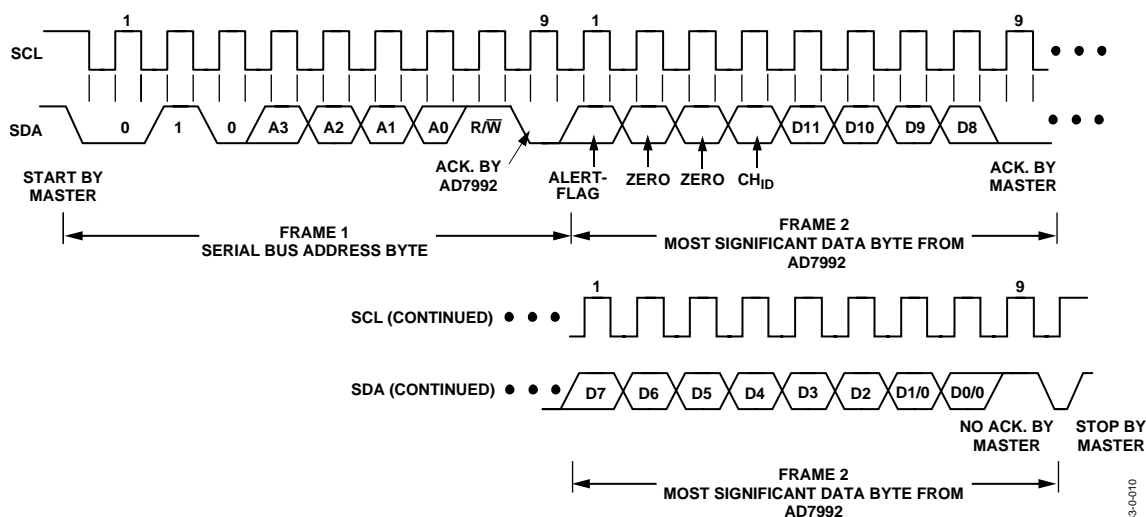 1 9 1 9
SCL
SDA
0 1 0 A3 A2 A1 A0 R/W̅ D11 D10 D9 D8
START BY
MASTER
ACK. BY
AD7992
ALERT-
FLAG
ZERO
ZERO
CHID
ACK. BY
MASTER
FRAME 1
SERIAL BUS ADDRESS BYTE
FRAME 2
MOST SIGNIFICANT DATA BYTE FROM
AD7992
1 9
SCL (CONTINUED)
SDA (CONTINUED)
D7 D6 D5 D4 D3 D2 D1/0 D0/0
NO ACK. BY
MASTER
STOP BY
MASTER
FRAME 2
MOST SIGNIFICANT DATA BYTE FROM
AD7992
3-0-010